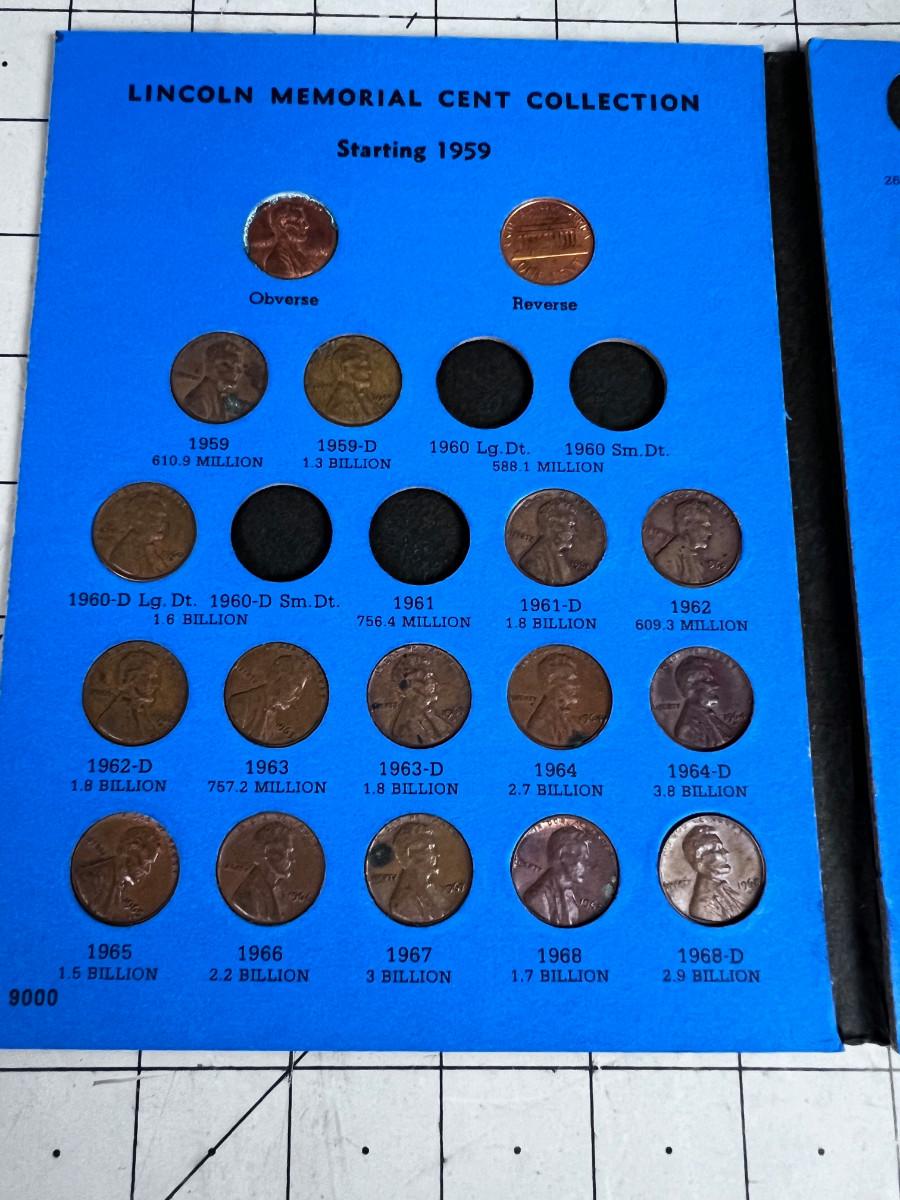 LINCOLN MEMORIAL CENT COLLECTION
Starting 1959
Obverse Reverse
1959 1959-D 1960 Lg.Dt. 1960 Sm.Dt.
610.9 MILLION 1.3 BILLION 588.1 MILLION
1960-D Lg.Dt. 1960-D Sm.Dt. 1961 1961-D 1962
1.6 BILLION 756.4 MILLION 1.8 BILLION 609.3 MILLION
1962-D 1963 1963-D 1964 1964-D
1.8 BILLION 757.2 MILLION 1.8 BILLION 2.7 BILLION 3.8 BILLION
1965 1966 1967 1968 1968-D
1.5 BILLION 2.2 BILLION 3 BILLION 1.7 BILLION 2.9 BILLION
9000